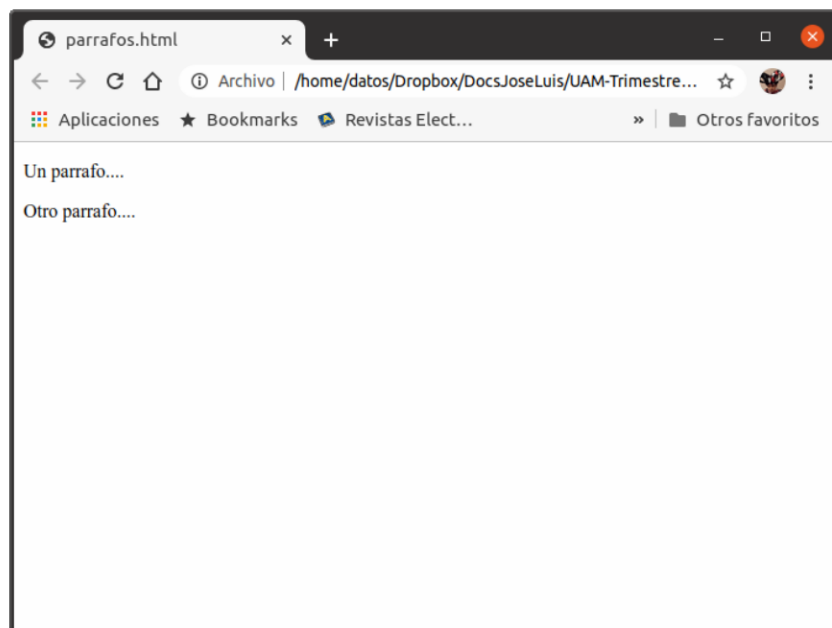 parrafos.html
Archivo /home/datos/Dropbox/DocsJoseLuis/UAM-Trimestre...
Aplicaciones Bookmarks Revistas Elect... » Otros favoritos
Un parrafo....
Otro parrafo....